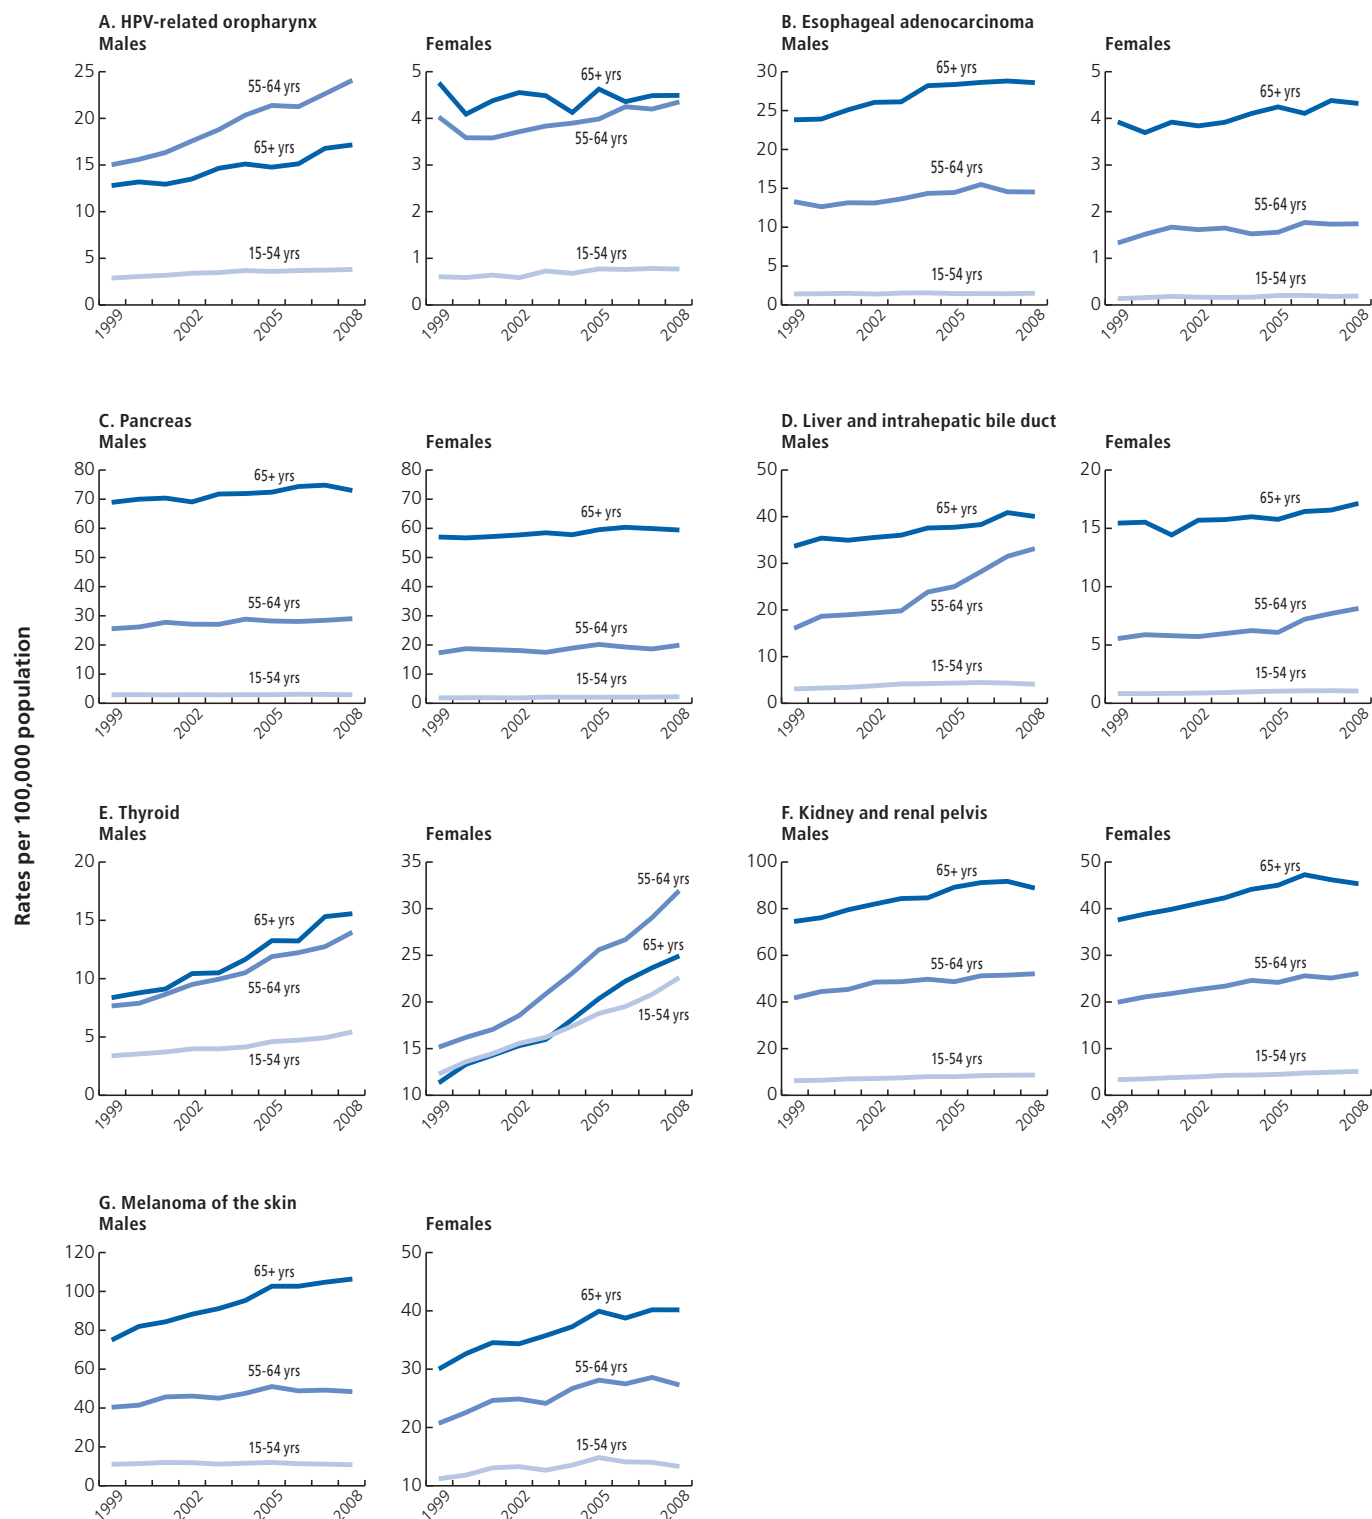 Rates per 100,000 population
A. HPV-related oropharynx
Males
25
20
15
10
5
0
55-64 yrs
65+ yrs
15-54 yrs
1999
2002
2005
2008
Females
5
4
3
2
1
0
65+ yrs
55-64 yrs
15-54 yrs
1999
2002
2005
2008
B. Esophageal adenocarcinoma
Males
30
25
20
15
10
5
0
65+ yrs
55-64 yrs
15-54 yrs
1999
2002
2005
2008
Females
5
4
3
2
1
0
65+ yrs
55-64 yrs
15-54 yrs
1999
2002
2005
2008
C. Pancreas
Males
80
70
60
50
40
30
20
10
0
65+ yrs
55-64 yrs
15-54 yrs
1999
2002
2005
2008
Females
80
70
60
50
40
30
20
10
0
65+ yrs
55-64 yrs
15-54 yrs
1999
2002
2005
2008
D. Liver and intrahepatic bile duct
Males
50
40
30
20
10
0
65+ yrs
55-64 yrs
15-54 yrs
1999
2002
2005
2008
Females
20
15
10
5
0
65+ yrs
55-64 yrs
15-54 yrs
1999
2002
2005
2008
E. Thyroid
Males
20
15
10
5
0
65+ yrs
55-64 yrs
15-54 yrs
1999
2002
2005
2008
Females
35
30
25
20
15
10
55-64 yrs
65+ yrs
15-54 yrs
1999
2002
2005
2008
F. Kidney and renal pelvis
Males
100
80
60
40
20
0
65+ yrs
55-64 yrs
15-54 yrs
1999
2002
2005
2008
Females
50
40
30
20
10
0
65+ yrs
55-64 yrs
15-54 yrs
1999
2002
2005
2008
G. Melanoma of the skin
Males
120
100
80
60
40
20
0
65+ yrs
55-64 yrs
15-54 yrs
1999
2002
2005
2008
Females
50
40
30
20
10
65+ yrs
55-64 yrs
15-54 yrs
1999
2002
2005
2008